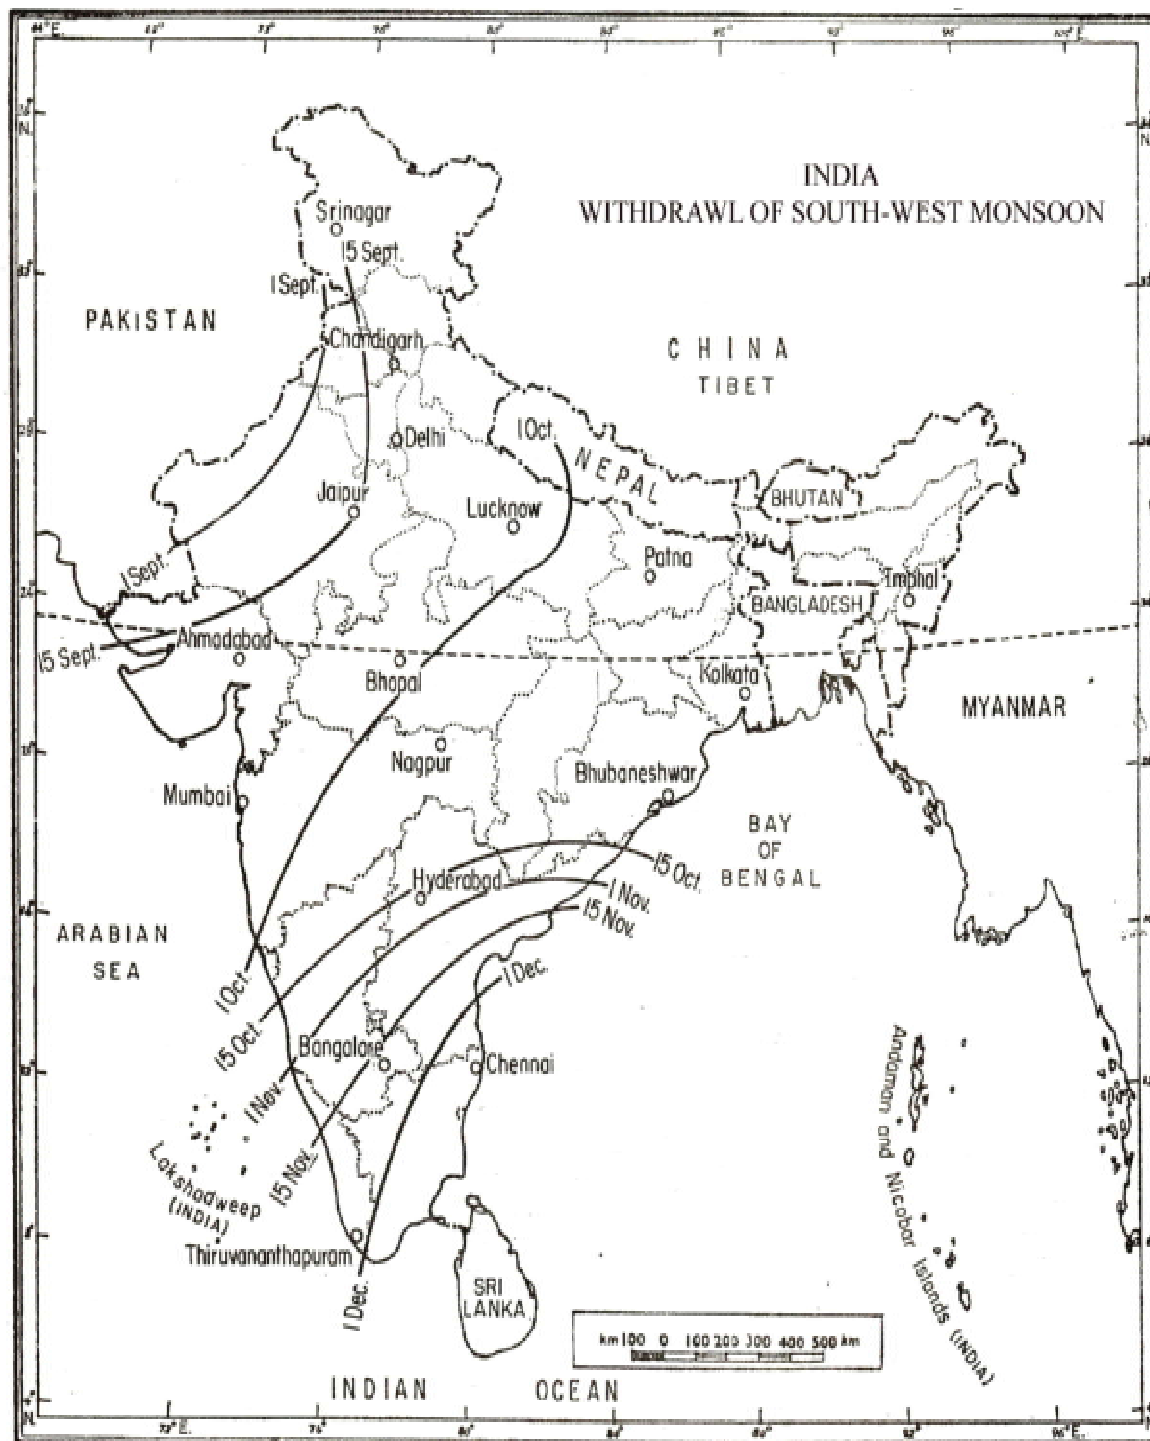 INDIA
WITHDRAWL OF SOUTH-WEST MONSOON
Srinagar
15 Sept.
1 Sept.
PAKISTAN
Chandigarh
CHINA
TIBET
1 Oct.
Delhi
NEPAL
Jaipur
Lucknow
BHUTAN
Patna
1 Sept.
Imphal
BANGLADESH
Ahmadabad
15 Sept.
Bhopal
Kolkata
MYANMAR
Nagpur
Bhubaneshwar
Mumbai
BAY
OF
BENGAL
15 Oct.
Hyderabad
1 Nov.
15 Nov.
ARABIAN
SEA
1 Dec.
1 Oct.
15 Oct.
Bangalore
Chennai
1 Nov.
15 Nov.
Lakshadweep
(INDIA)
Andaman and Nicobar Islands (INDIA)
Thiruvananthapuram
1 Dec.
SRI
LANKA
km 100 0 100 200 300 400 500 km
INDIAN OCEAN